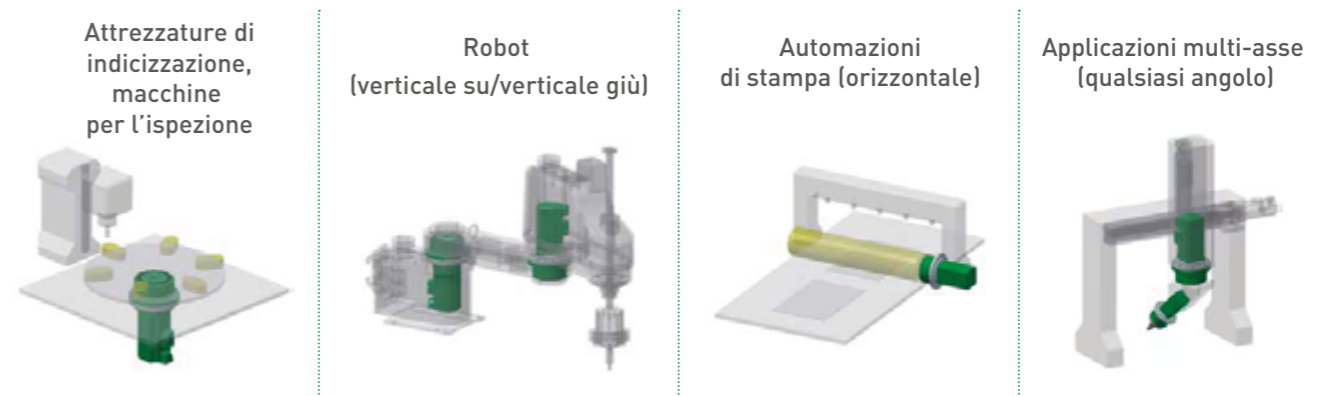 Attrezzature di
indicizzazione,
macchine
per l’ispezione
Robot
(verticale su/verticale giù)
Automazioni
di stampa (orizzontale)
Applicazioni multi-asse
(qualsiasi angolo)